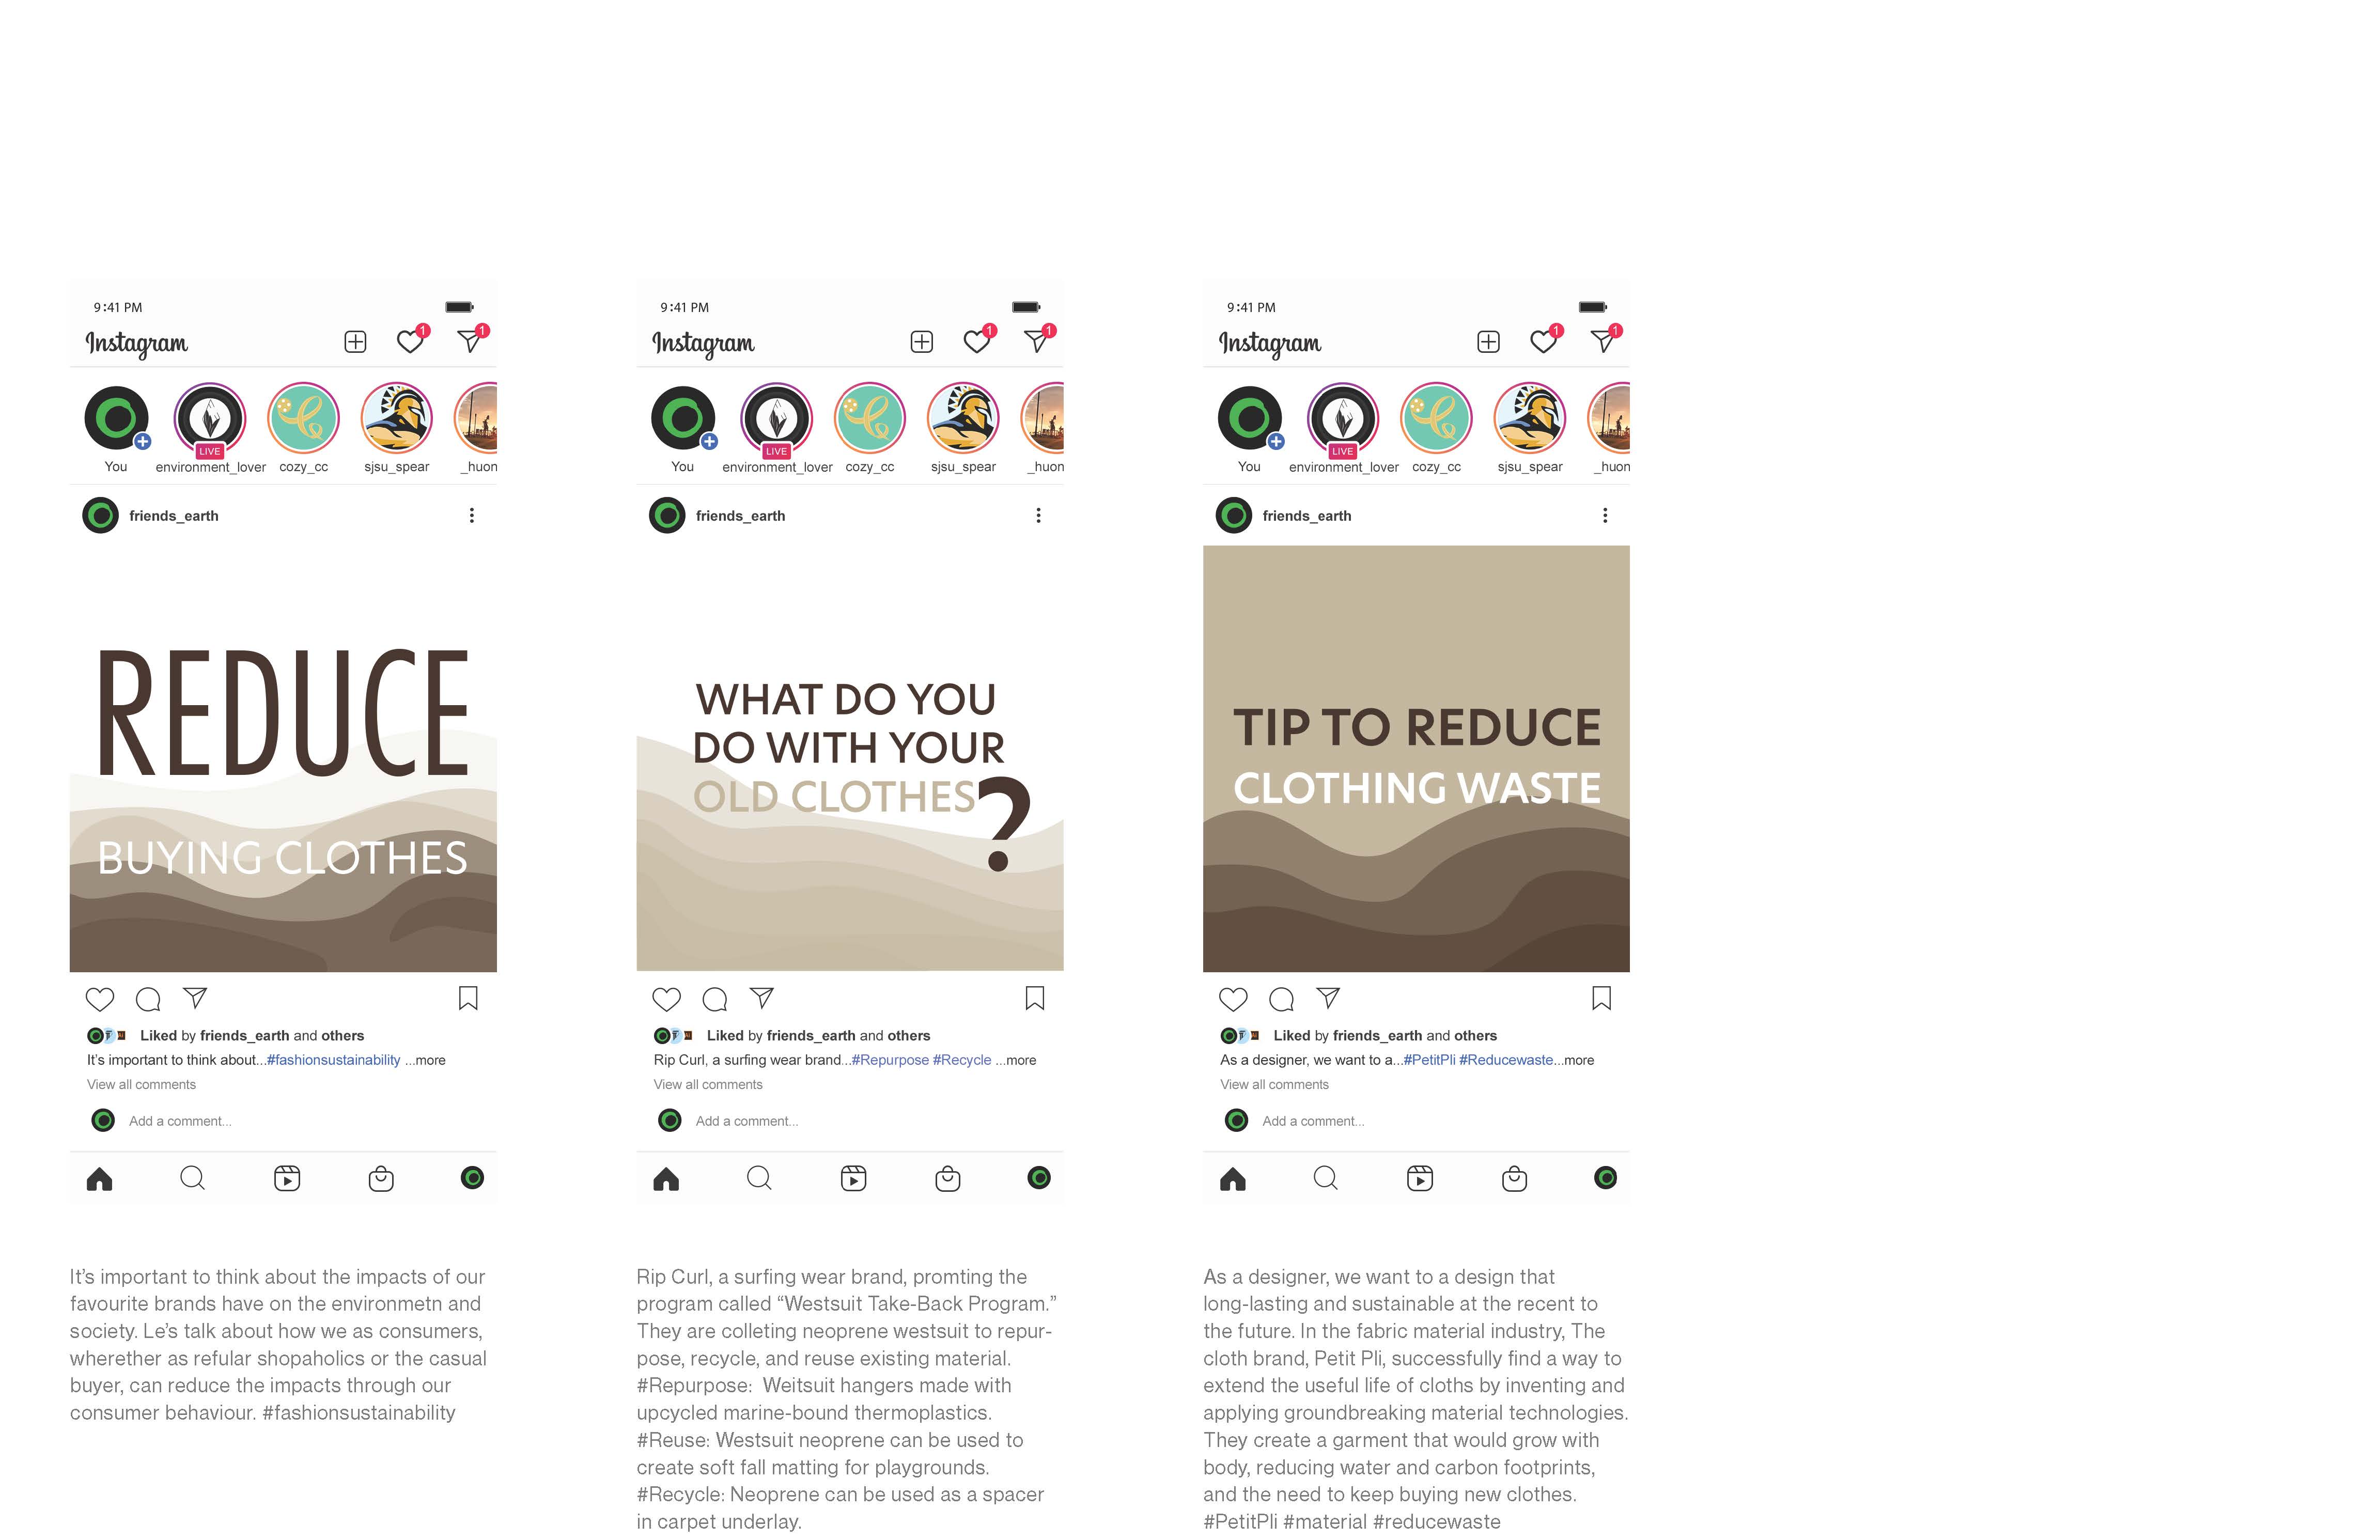 9:41 PM
Instagram
1
1
LIVE
You
environment_lover
cozy_cc
sjsu_spear
_huon
friends_earth
REDUCE
BUYING CLOTHES
Liked by friends_earth and others
It's important to think about...#fashionsustainability ...more
View all comments
Add a comment...
It's important to think about the impacts of our
favourite brands have on the environmetn and
society. Le's talk about how we as consumers,
wherether as refular shopaholics or the casual
buyer, can reduce the impacts through our
consumer behaviour. #fashionsustainability
9:41 PM
Instagram
1
1
LIVE
You
environment_lover
cozy_cc
sjsu_spear
_huon
friends_earth
WHAT DO YOU
DO WITH YOUR
OLD CLOTHES?
Liked by friends_earth and others
Rip Curl, a surfing wear brand...#Repurpose #Recycle ...more
View all comments
Add a comment...
Rip Curl, a surfing wear brand, promting the
program called “Westsuit Take-Back Program.”
They are colleting neoprene westsuit to repur-
pose, recycle, and reuse existing material.
#Repurpose:  Weitsuit hangers made with
upcycled marine-bound thermoplastics.
#Reuse: Westsuit neoprene can be used to
create soft fall matting for playgrounds.
#Recycle: Neoprene can be used as a spacer
in carpet underlay.
9:41 PM
Instagram
1
1
LIVE
You
environment_lover
cozy_cc
sjsu_spear
_huon
friends_earth
TIP TO REDUCE
CLOTHING WASTE
Liked by friends_earth and others
As a designer, we want to a...#PetitPli #Reducewaste...more
View all comments
Add a comment...
As a designer, we want to a design that
long-lasting and sustainable at the recent to
the future. In the fabric material industry, The
cloth brand, Petit Pli, successfully find a way to
extend the useful life of cloths by inventing and
applying groundbreaking material technologies.
They create a garment that would grow with
body, reducing water and carbon footprints,
and the need to keep buying new clothes.
#PetitPli #material #reducewaste